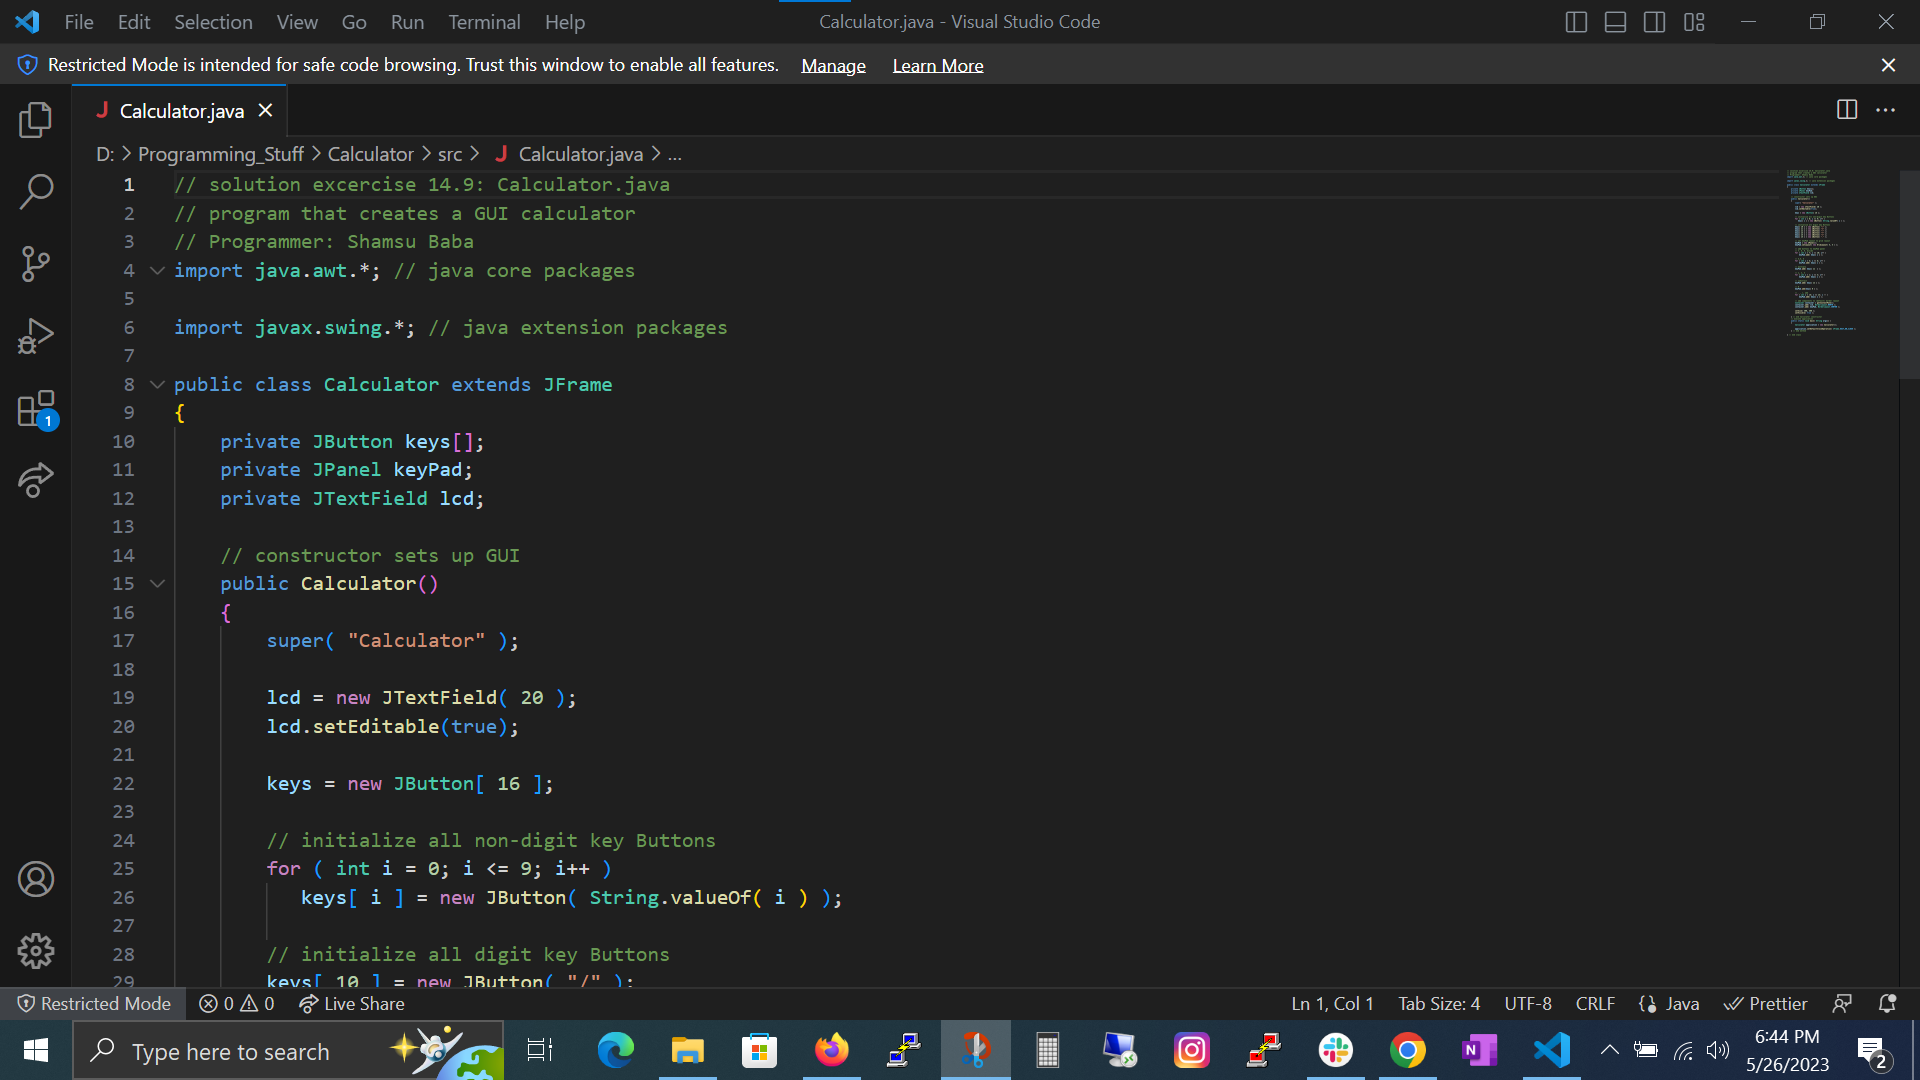 File Edit Selection View Go Run Terminal Help
Calculator.java - Visual Studio Code
Restricted Mode is intended for safe code browsing. Trust this window to enable all features. Manage Learn More
Calculator.java
D: > Programming_Stuff > Calculator > src > J Calculator.java > ...
1 // solution excercise 14.9: Calculator.java
2 // program that creates a GUI calculator
3 // Programmer: Shamsu Baba
4 import java.awt.*; // java core packages
5
6 import javax.swing.*; // java extension packages
7
8 public class Calculator extends JFrame
9 {
10 private JButton keys[];
11 private JPanel keyPad;
12 private JTextField lcd;
13
14 // constructor sets up GUI
15 public Calculator()
16 {
17 super( "Calculator" );
18
19 lcd = new JTextField( 20 );
20 lcd.setEditable(true);
21
22 keys = new JButton[ 16 ];
23
24 // initialize all non-digit key Buttons
25 for ( int i = 0; i <= 9; i++ )
26 keys[ i ] = new JButton( String.valueOf( i ) );
27
28 // initialize all digit key Buttons
29 keys[ 10 ] = new JButton( "/" );
1
Restricted Mode 0 0 Live Share
Ln 1, Col 1 Tab Size: 4 UTF-8 CRLF {} Java Prettier
Type here to search
6:44 PM
5/26/2023
2